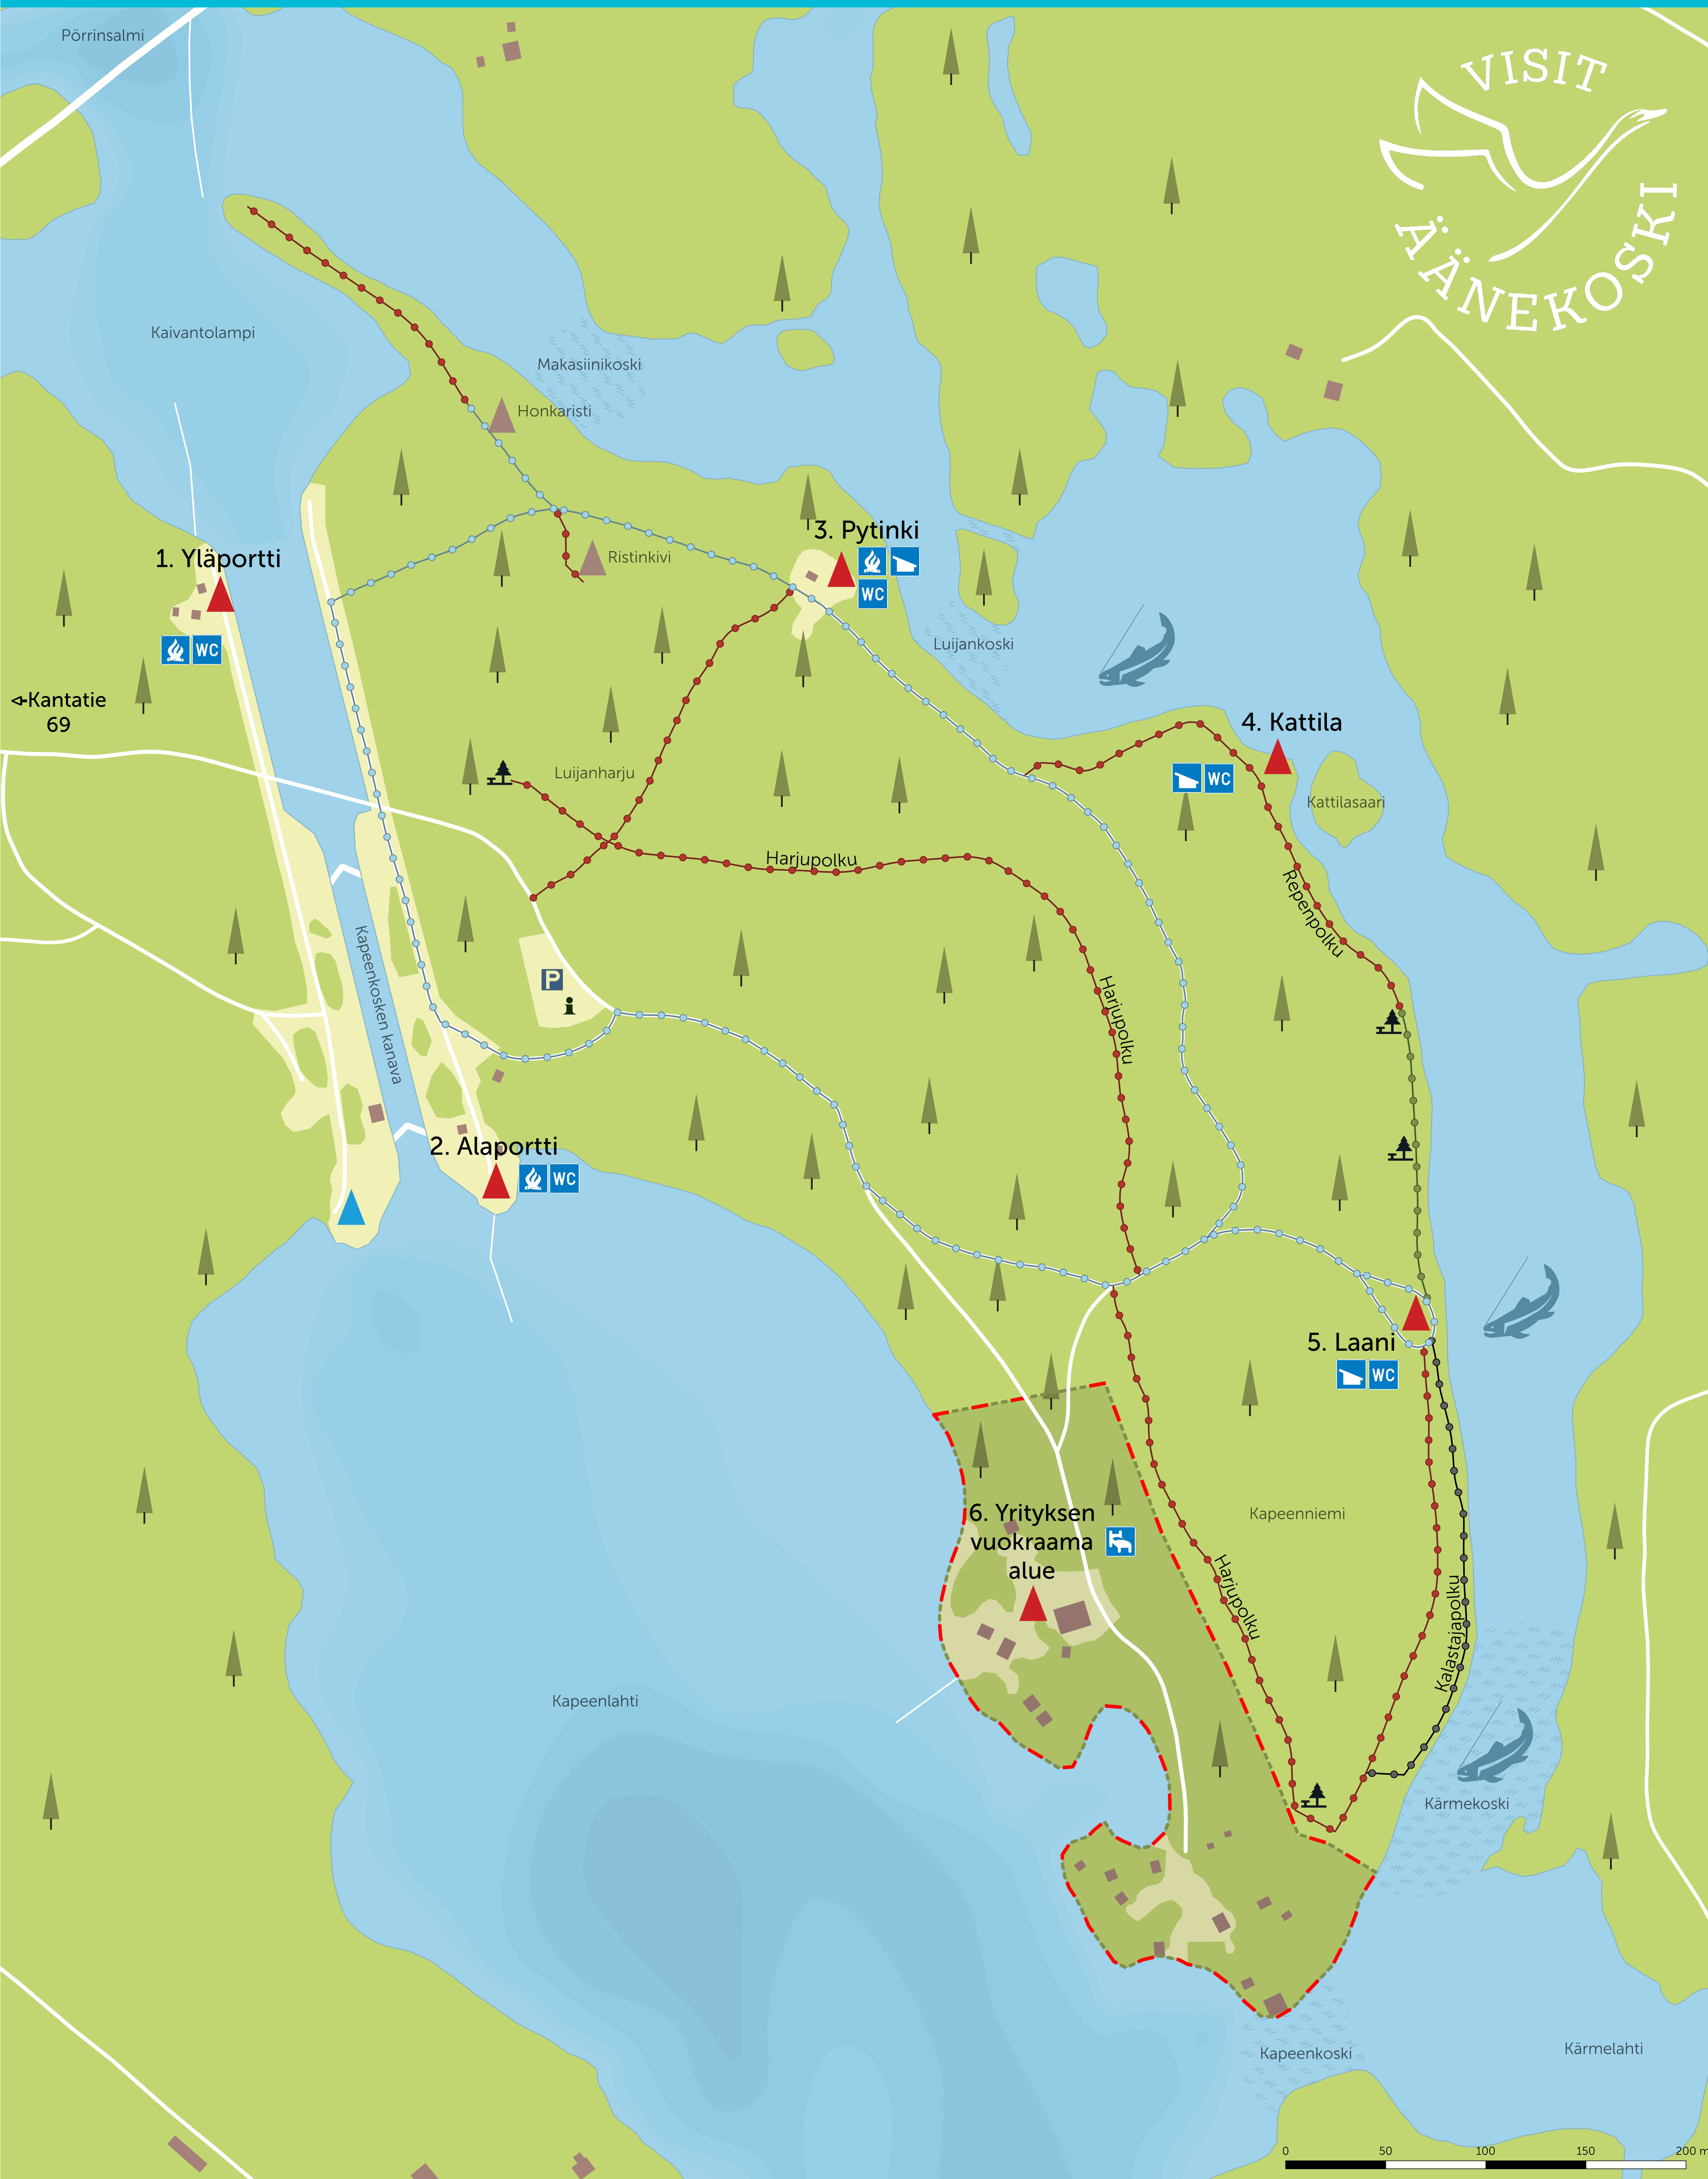 Pörrinsalmi
VISIT
ÄÄNEKOSKI
Kaivantolampi
Makasiinikoski
Honkaristi
3. Pytinki
1. Yläportti
Ristinkivi
WC
WC
Luijankoski
⊲Kantatie
69
4. Kattila
Luijanharju
WC
Kattilasaari
Harjupolku
Repenpolku
Kapeenkosken kanava
P
i
Harjupolku
2. Alaportti
WC
5. Laani
WC
6. Yrityksen
vuokraama
alue
Kapeenniemi
Harjupolku
Kalastajapolku
Kapeenlahti
Kärmekoski
Kapeenkoski
Kärmelahti
0 50 100 150 200 m